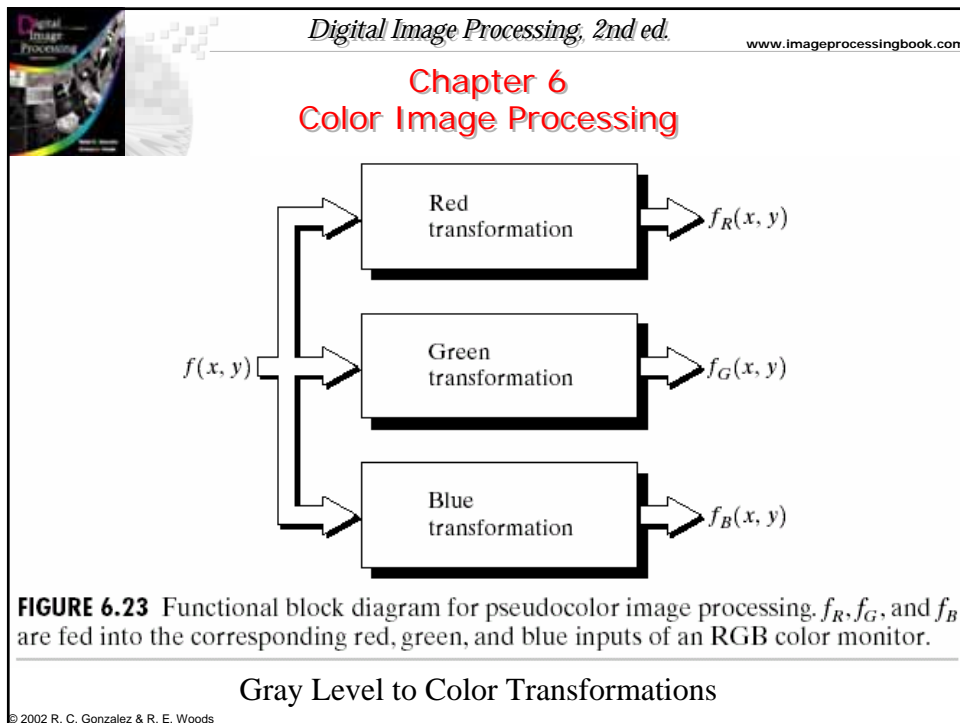 Digital Image Processing
Digital Image Processing, 2nd ed.
www.imageprocessingbook.com
Chapter 6
Color Image Processing
Red
transformation
f_R(x, y)
f(x, y)
Green
transformation
f_G(x, y)
Blue
transformation
f_B(x, y)
FIGURE 6.23 Functional block diagram for pseudocolor image processing. f_R, f_G, and f_B
are fed into the corresponding red, green, and blue inputs of an RGB color monitor.
Gray Level to Color Transformations
© 2002 R. C. Gonzalez & R. E. Woods